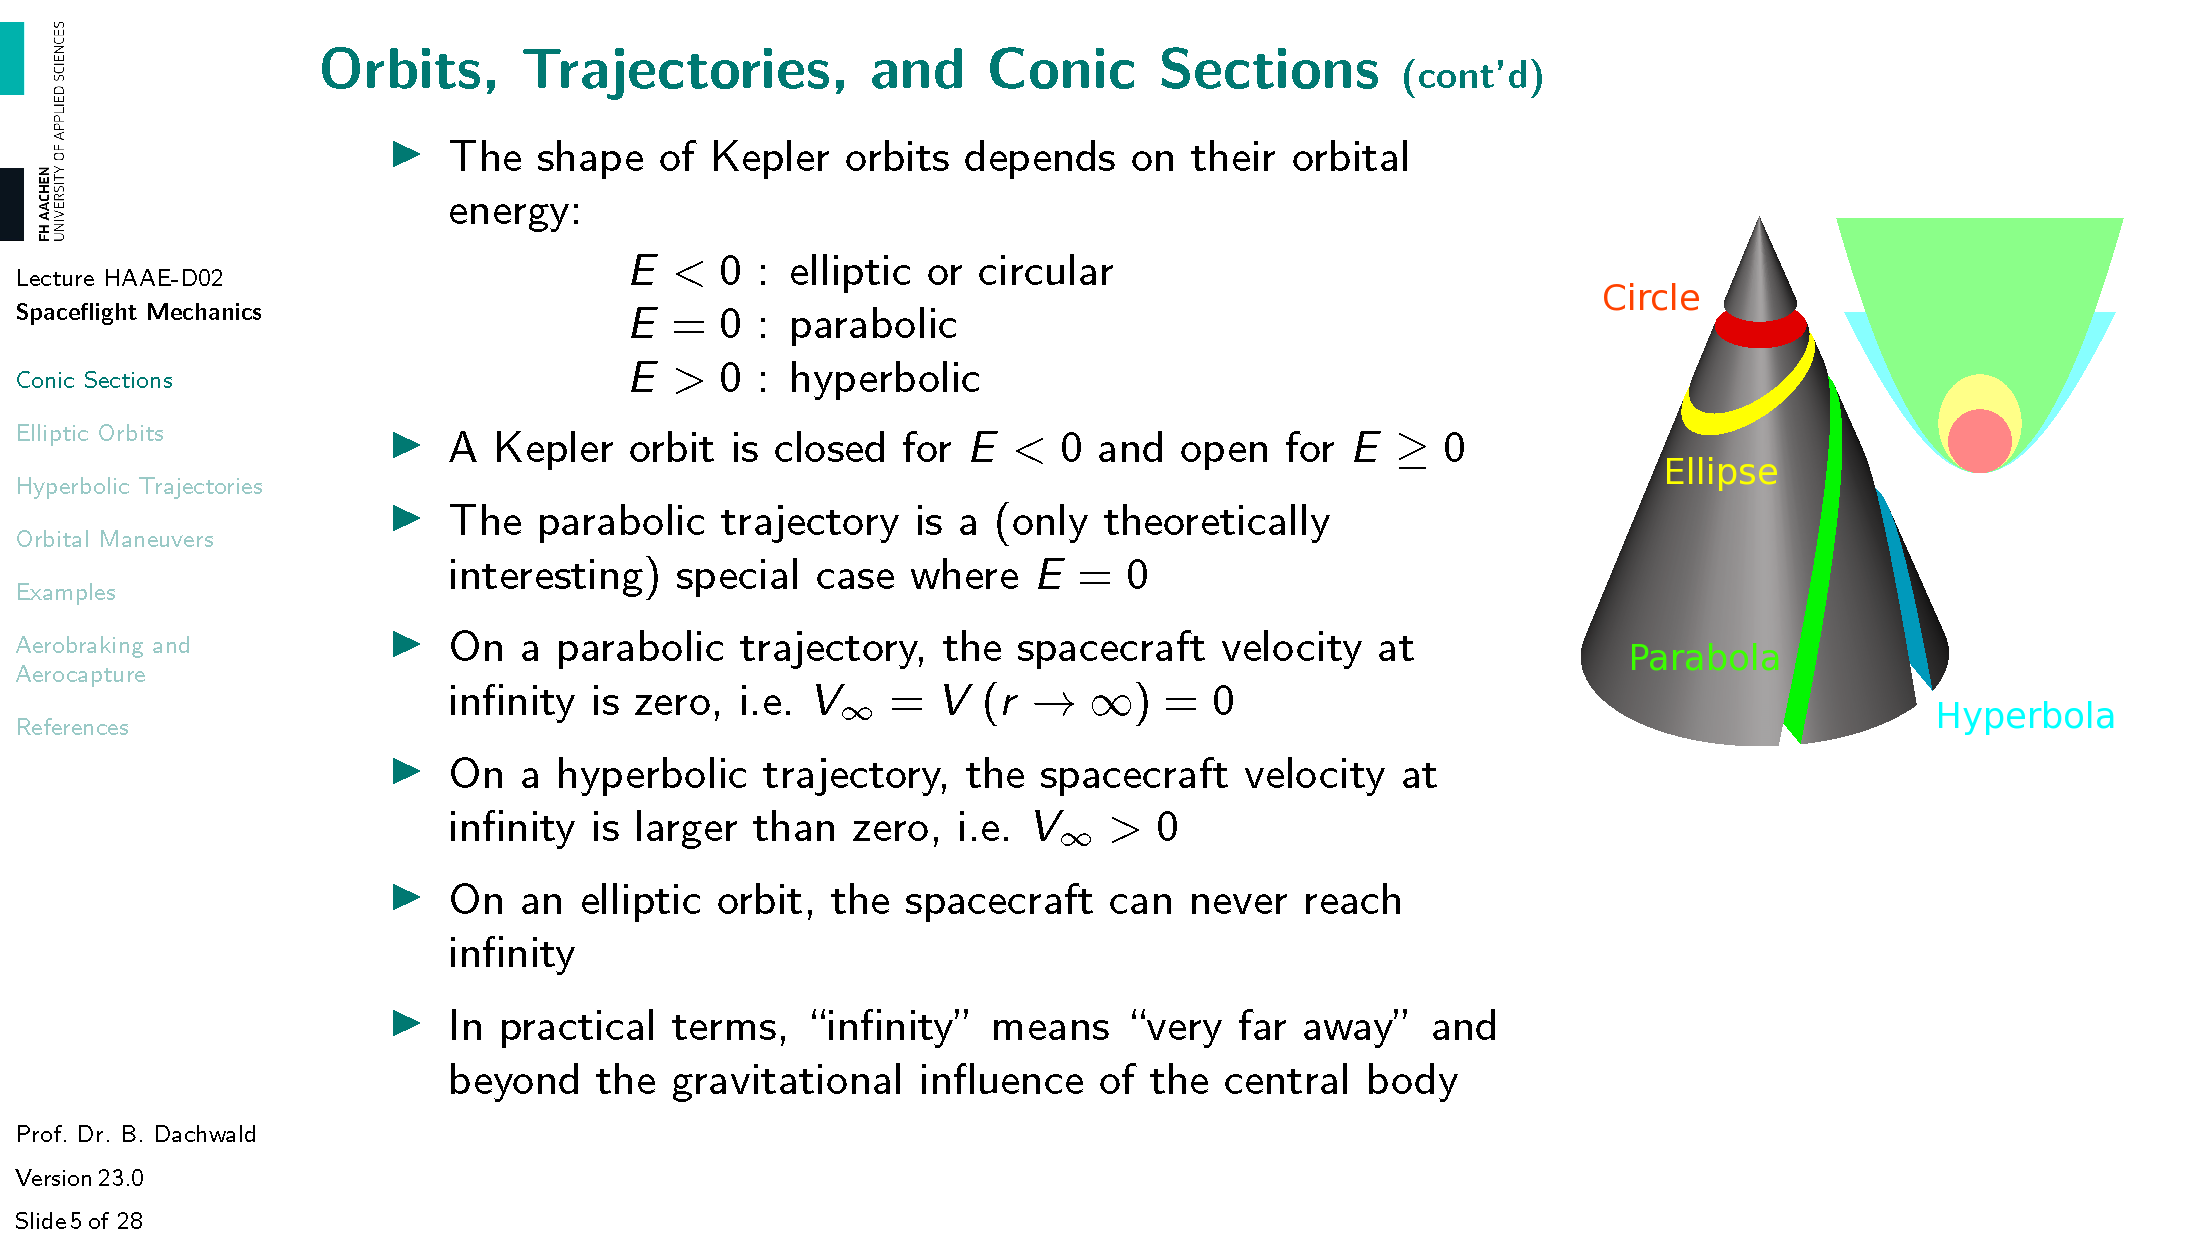 FH AACHEN
UNIVERSITY OF APPLIED SCIENCES
Lecture HAAE-D02
Spaceflight Mechanics
Conic Sections
Elliptic Orbits
Hyperbolic Trajectories
Orbital Maneuvers
Examples
Aerobraking and
Aerocapture
References
Prof. Dr. B. Dachwald
Version 23.0
Slide 5 of 28
Orbits, Trajectories, and Conic Sections (cont'd)
▶ The shape of Kepler orbits depends on their orbital
energy:
E < 0 : elliptic or circular
E = 0 : parabolic
E > 0 : hyperbolic
▶ A Kepler orbit is closed for E < 0 and open for E ≥ 0
▶ The parabolic trajectory is a (only theoretically
interesting) special case where E = 0
▶ On a parabolic trajectory, the spacecraft velocity at
infinity is zero, i.e. V∞ = V (r → ∞) = 0
▶ On a hyperbolic trajectory, the spacecraft velocity at
infinity is larger than zero, i.e. V∞ > 0
▶ On an elliptic orbit, the spacecraft can never reach
infinity
▶ In practical terms, “infinity” means “very far away” and
beyond the gravitational influence of the central body
Circle
Ellipse
Parabola
Hyperbola